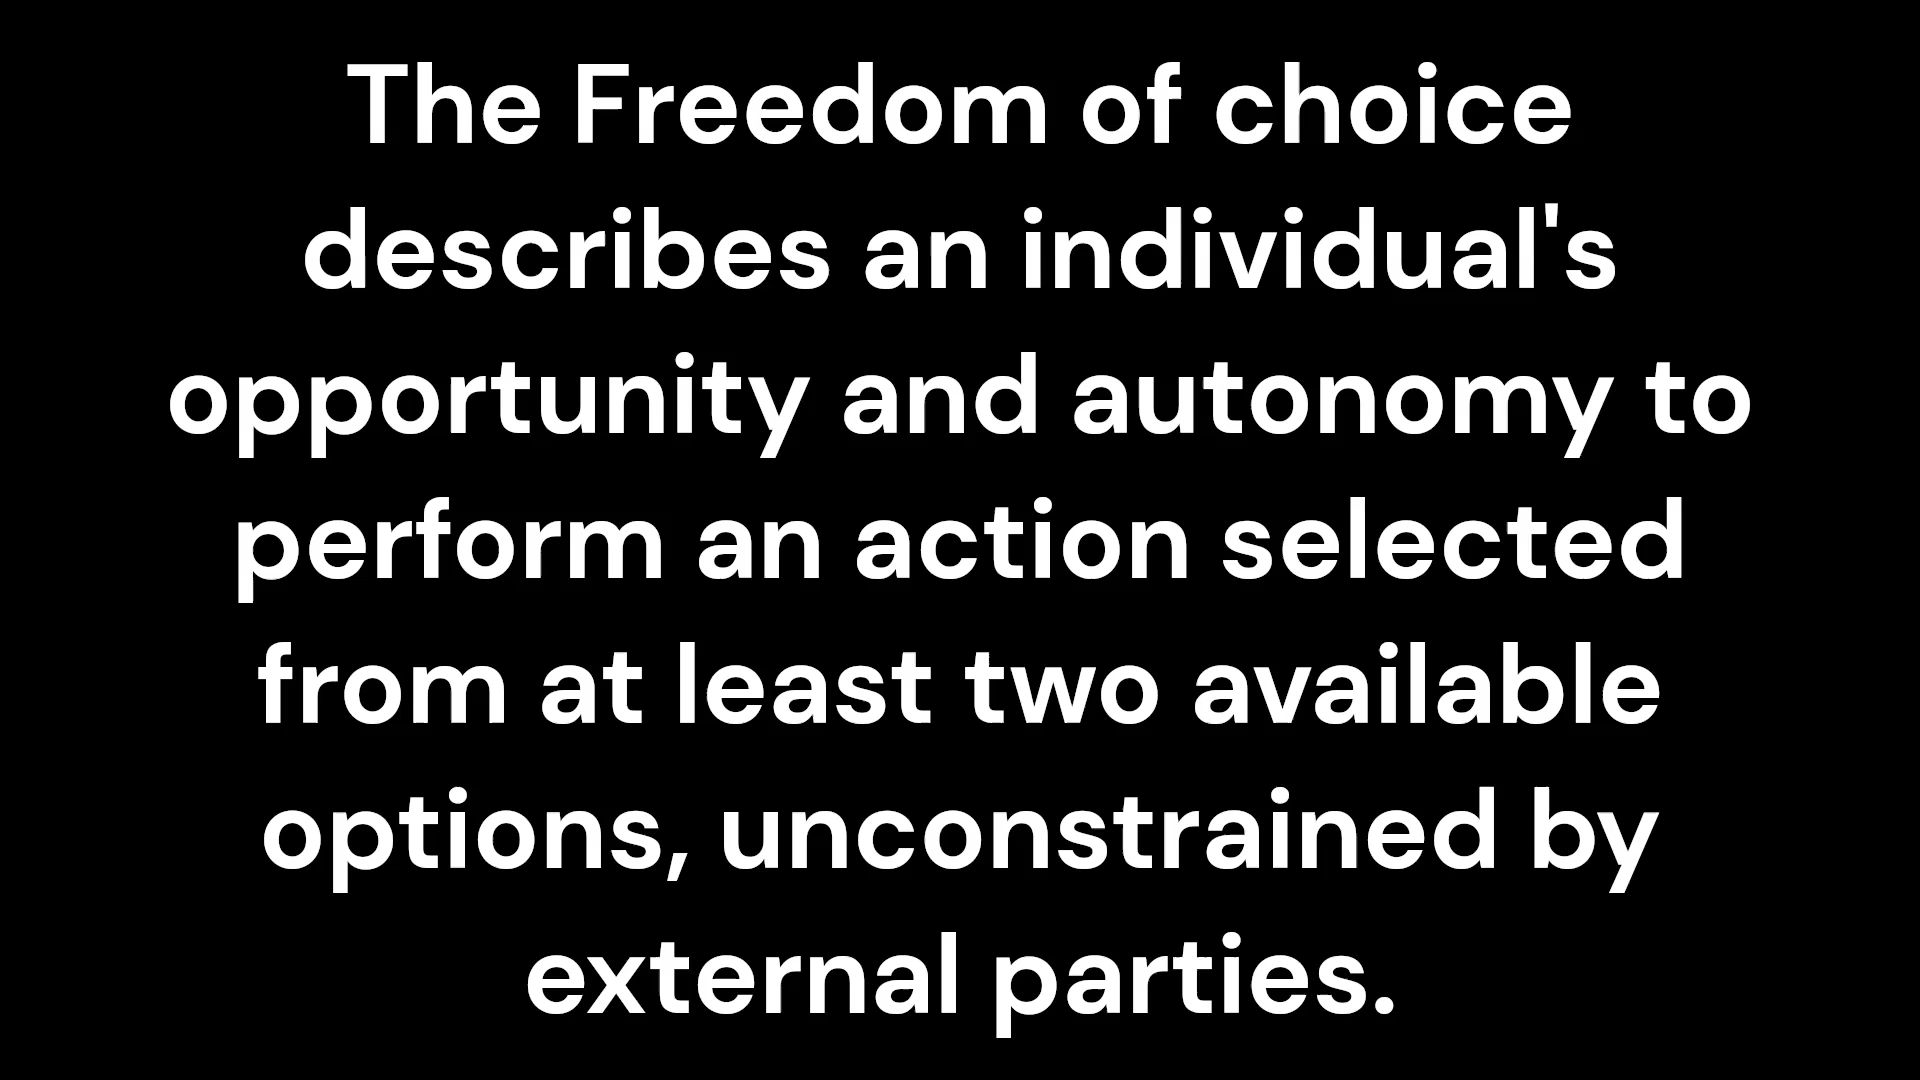 The Freedom of choice
describes an individual's
opportunity and autonomy to
perform an action selected
from at least two available
options, unconstrained by
external parties.